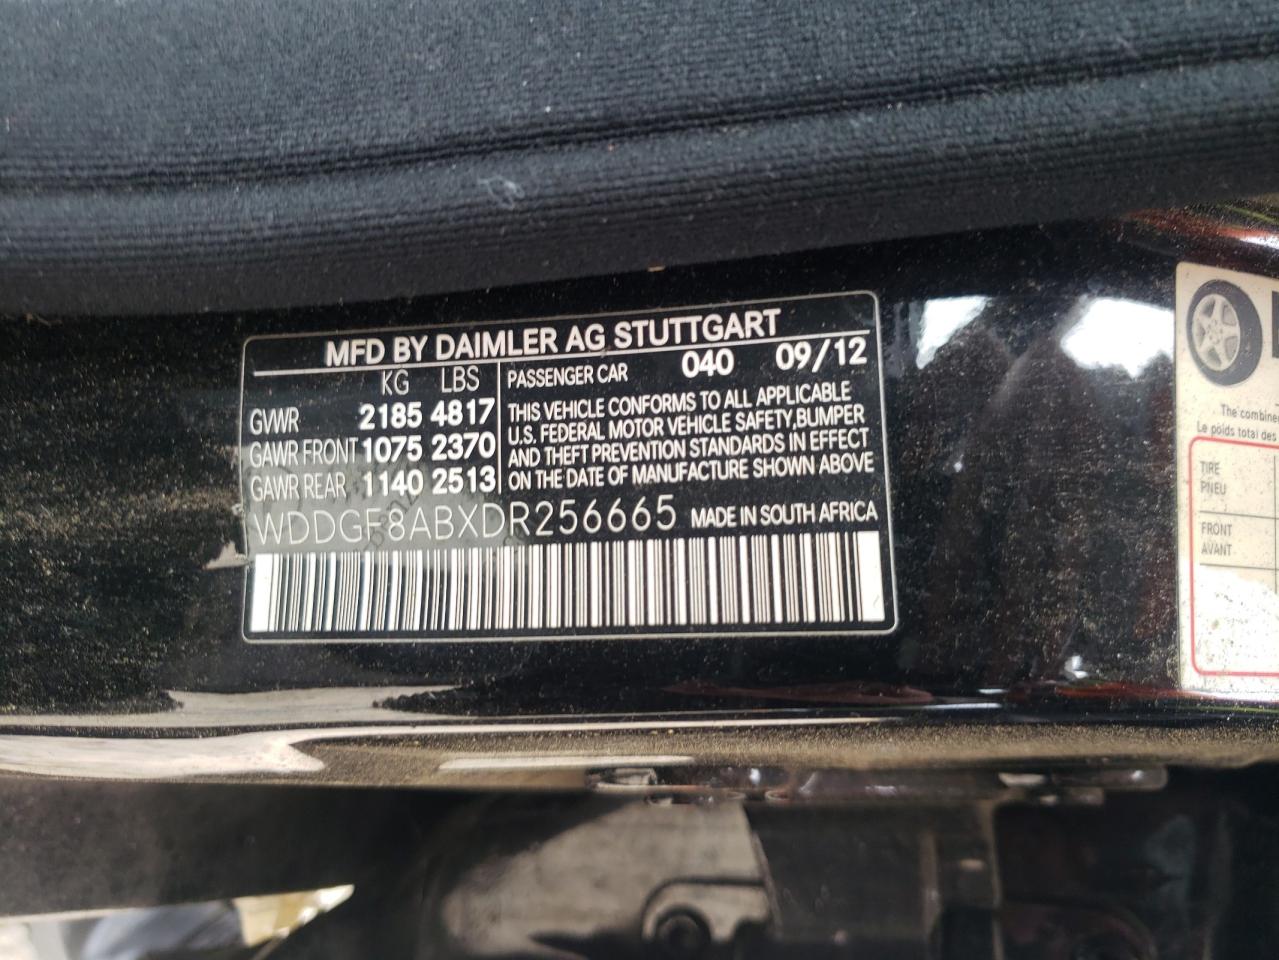 MFD BY DAIMLER AG STUTTGART
KG LBS
GVWR 2185 4817
GAWR FRONT 1075 2370
GAWR REAR 1140 2513
PASSENGER CAR 040 09/12
THIS VEHICLE CONFORMS TO ALL APPLICABLE
U.S. FEDERAL MOTOR VEHICLE SAFETY,BUMPER
AND THEFT PREVENTION STANDARDS IN EFFECT
ON THE DATE OF MANUFACTURE SHOWN ABOVE
WDDGF8ABXDR256665 MADE IN SOUTH AFRICA
The combine
Le poids total des
TIRE
PNEU
FRONT
AVANT